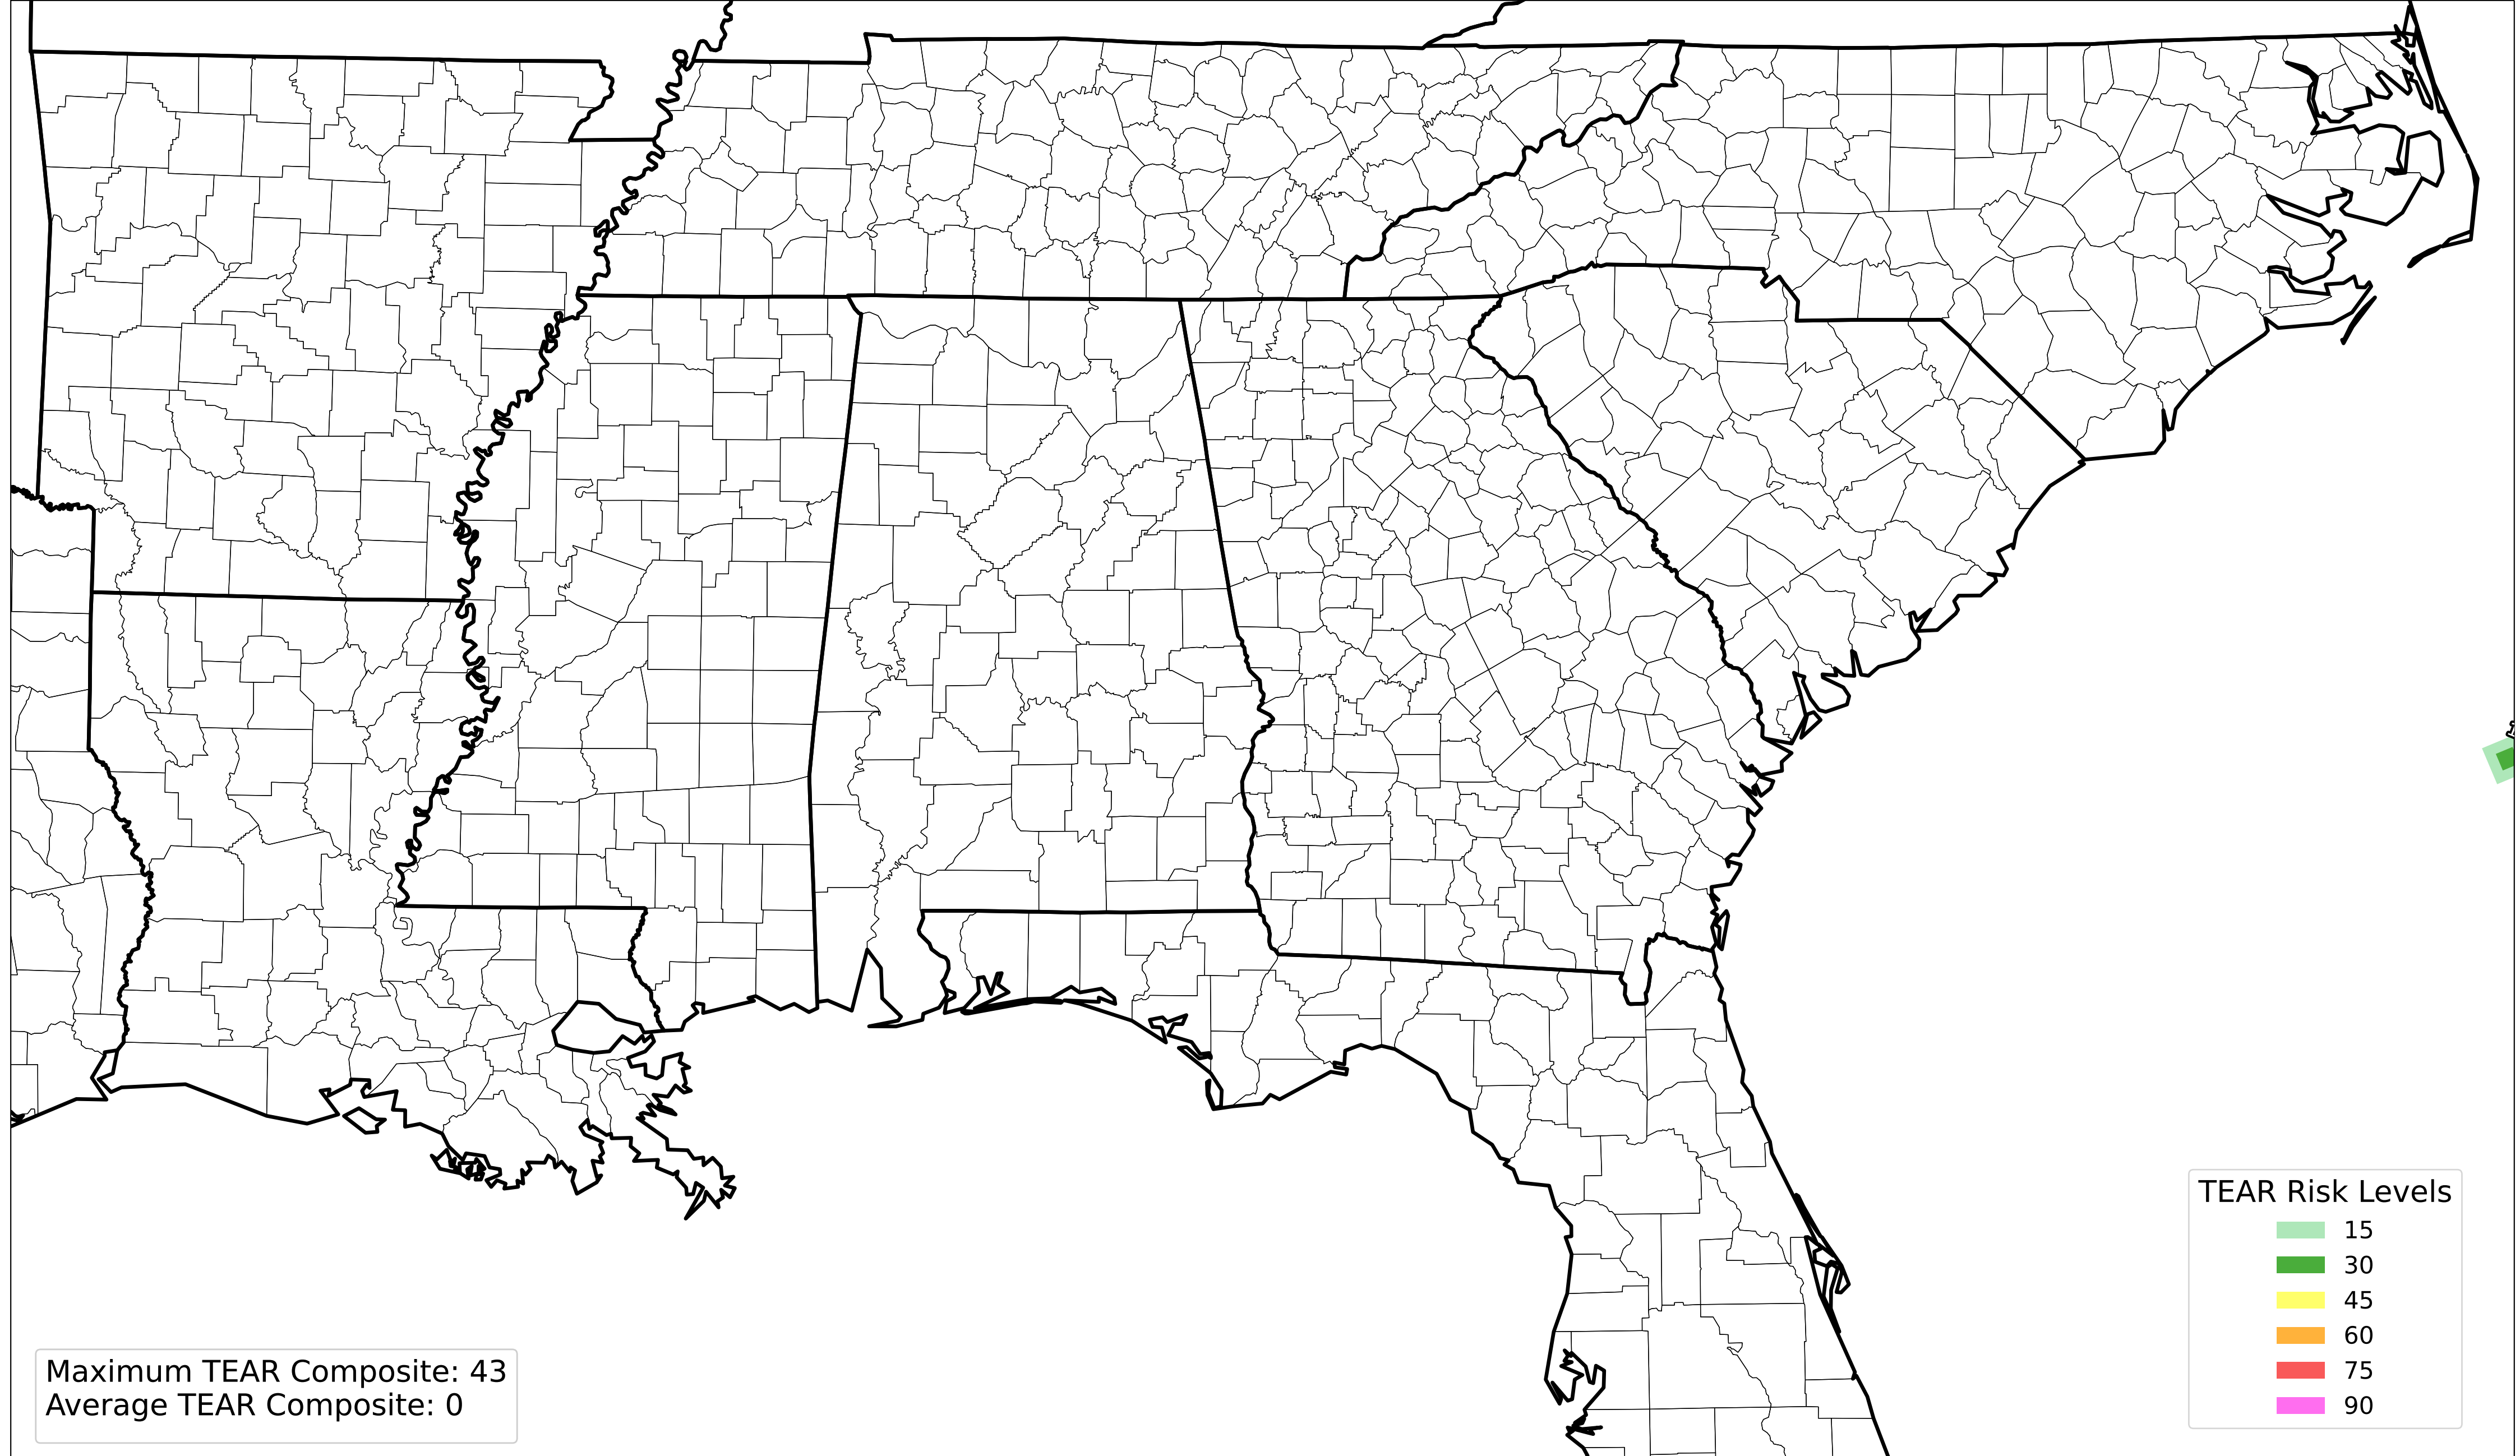 TEAR Risk Levels
15
30
45
60
75
90
Maximum TEAR Composite: 43
Average TEAR Composite: 0